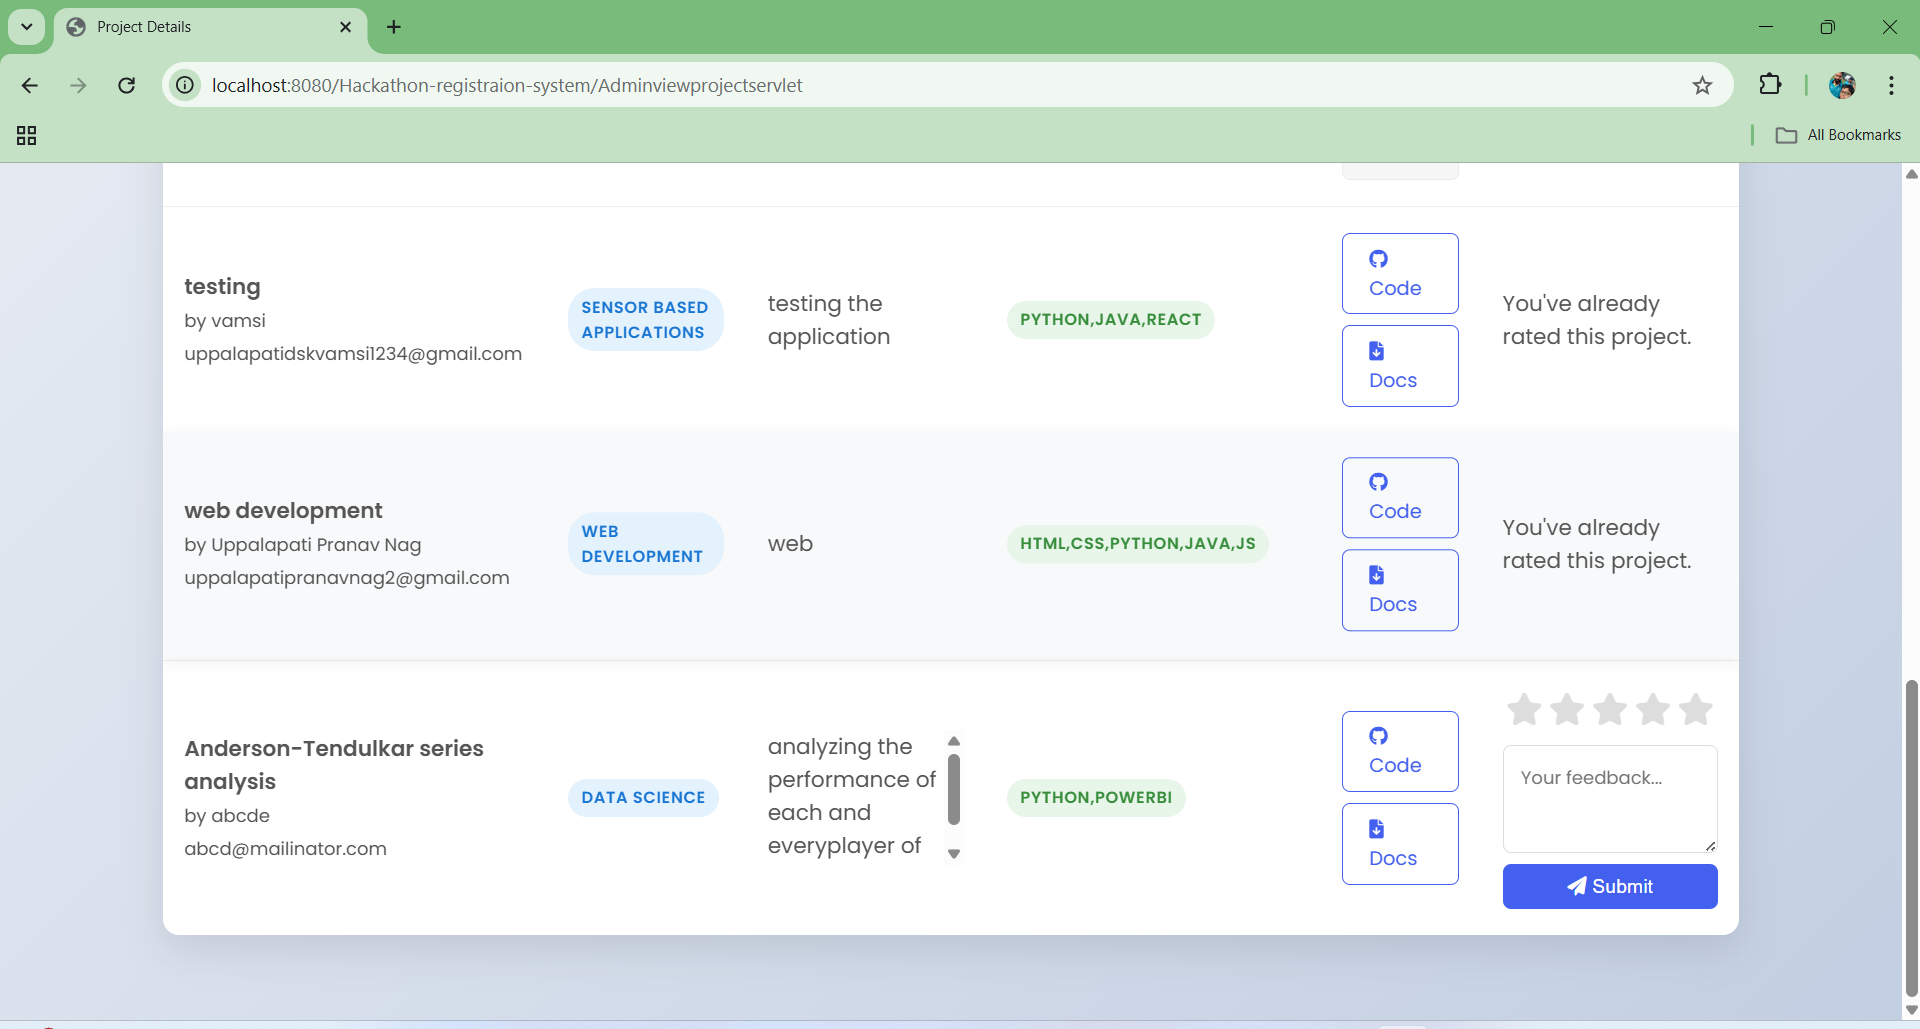 Project Details
localhost:8080/Hackathon-registraion-system/Adminviewprojectservlet
All Bookmarks
testing
by vamsi
uppalapatidskvamsi1234@gmail.com
SENSOR BASED
APPLICATIONS
testing the
application
PYTHON,JAVA,REACT
Code
Docs
You've already
rated this project.
web development
by Uppalapati Pranav Nag
uppalapatipranavnag2@gmail.com
WEB
DEVELOPMENT
web
HTML,CSS,PYTHON,JAVA,JS
Code
Docs
You've already
rated this project.
Anderson-Tendulkar series
analysis
by abcde
abcd@mailinator.com
DATA SCIENCE
analyzing the
performance of
each and
everyplayer of
PYTHON,POWERBI
Code
Docs
Your feedback...
Submit